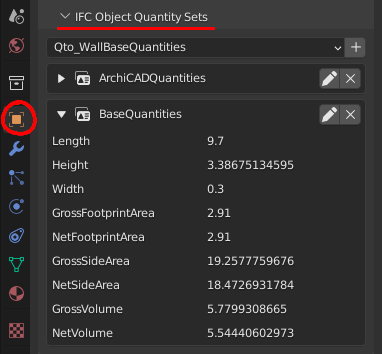 IFC Object Quantity Sets
Qto_WallBaseQuantities
ArchiCADQuantities
BaseQuantities
Length 9.7
Height 3.38675134595
Width 0.3
GrossFootprintArea 2.91
NetFootprintArea 2.91
GrossSideArea 19.2577759676
NetSideArea 18.4726931784
GrossVolume 5.7799308665
NetVolume 5.54440602973